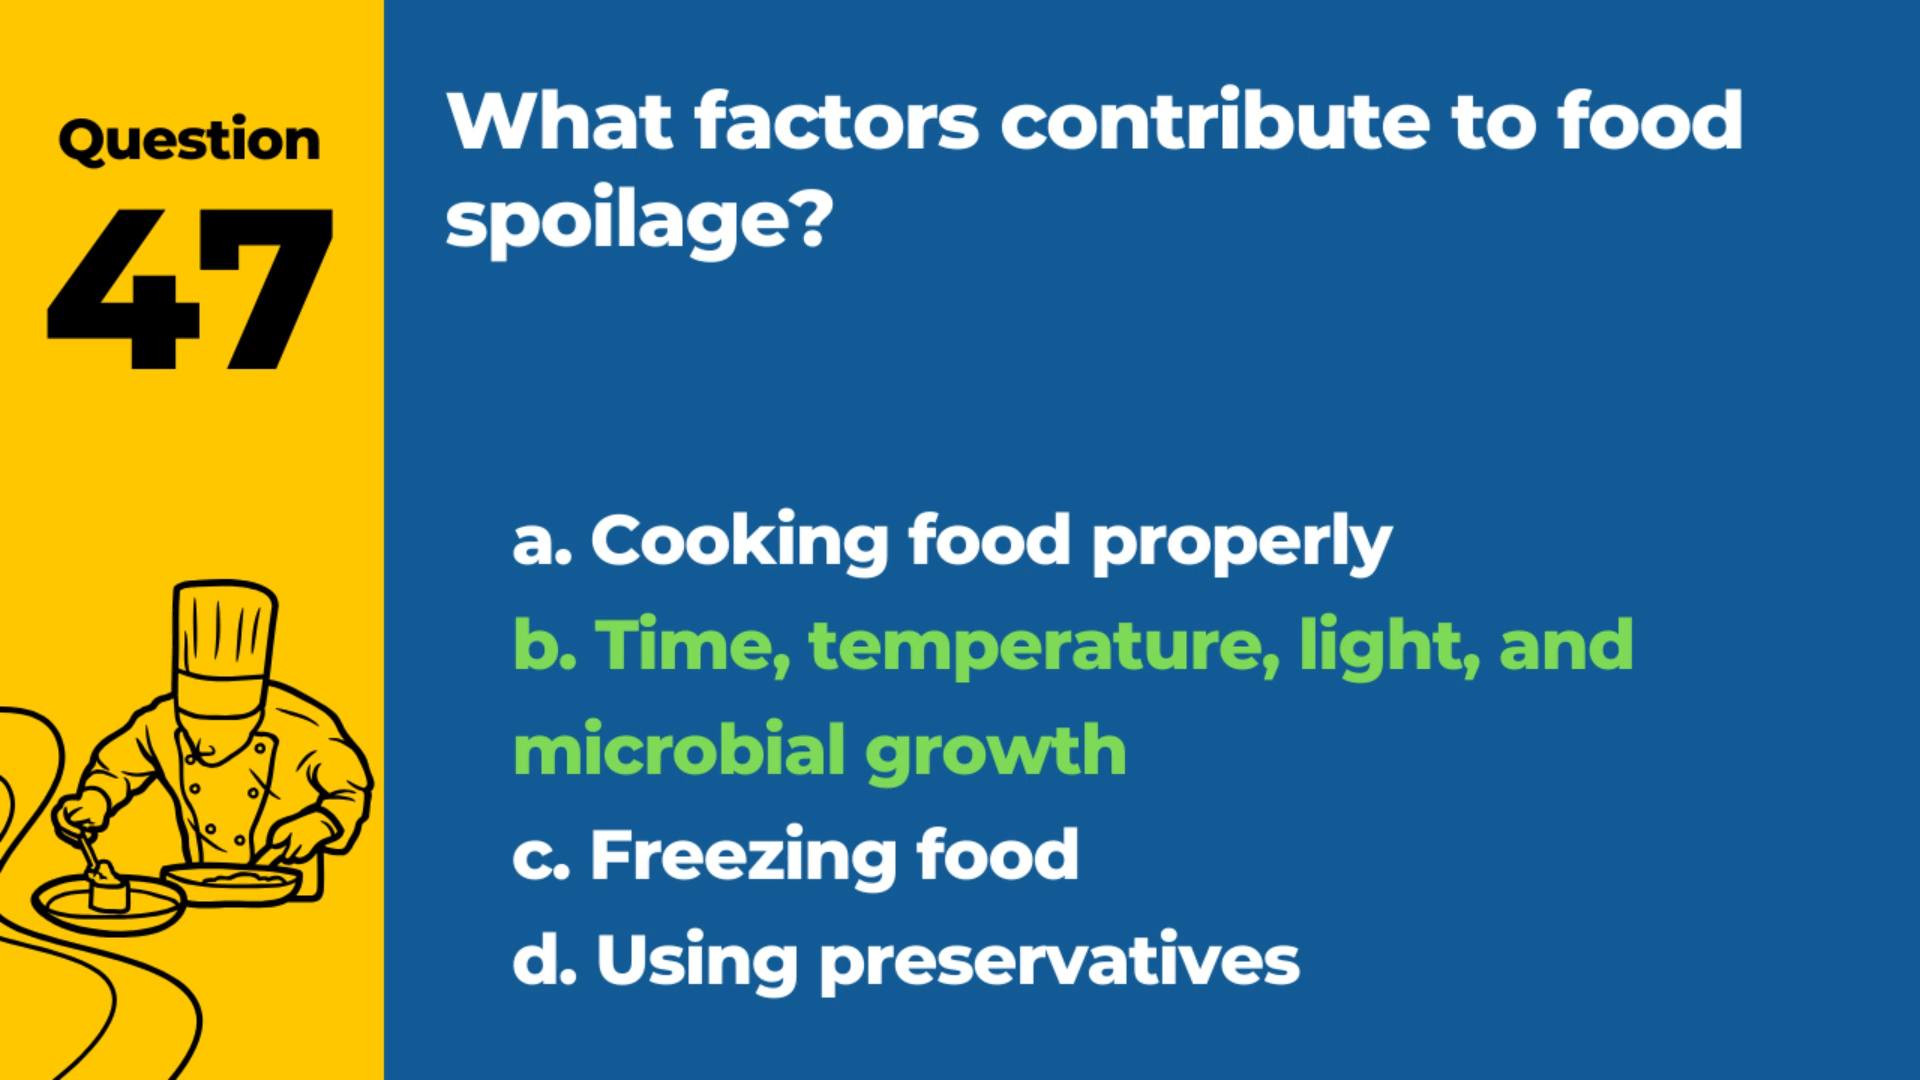 Question
47
What factors contribute to food
spoilage?
a. Cooking food properly
b. Time, temperature, light, and
microbial growth
c. Freezing food
d. Using preservatives